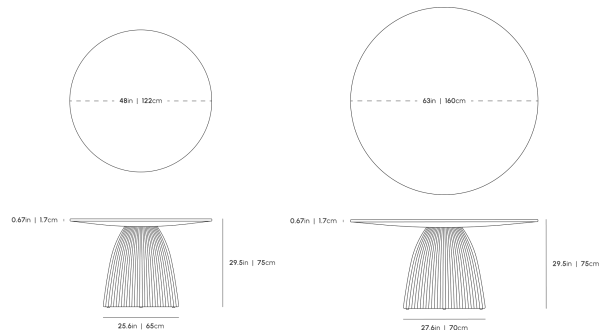 48in | 122cm
63in | 160cm
0.67in | 1.7cm
0.67in | 1.7cm
29.5in | 75cm
29.5in | 75cm
25.6in | 65cm
27.6in | 70cm